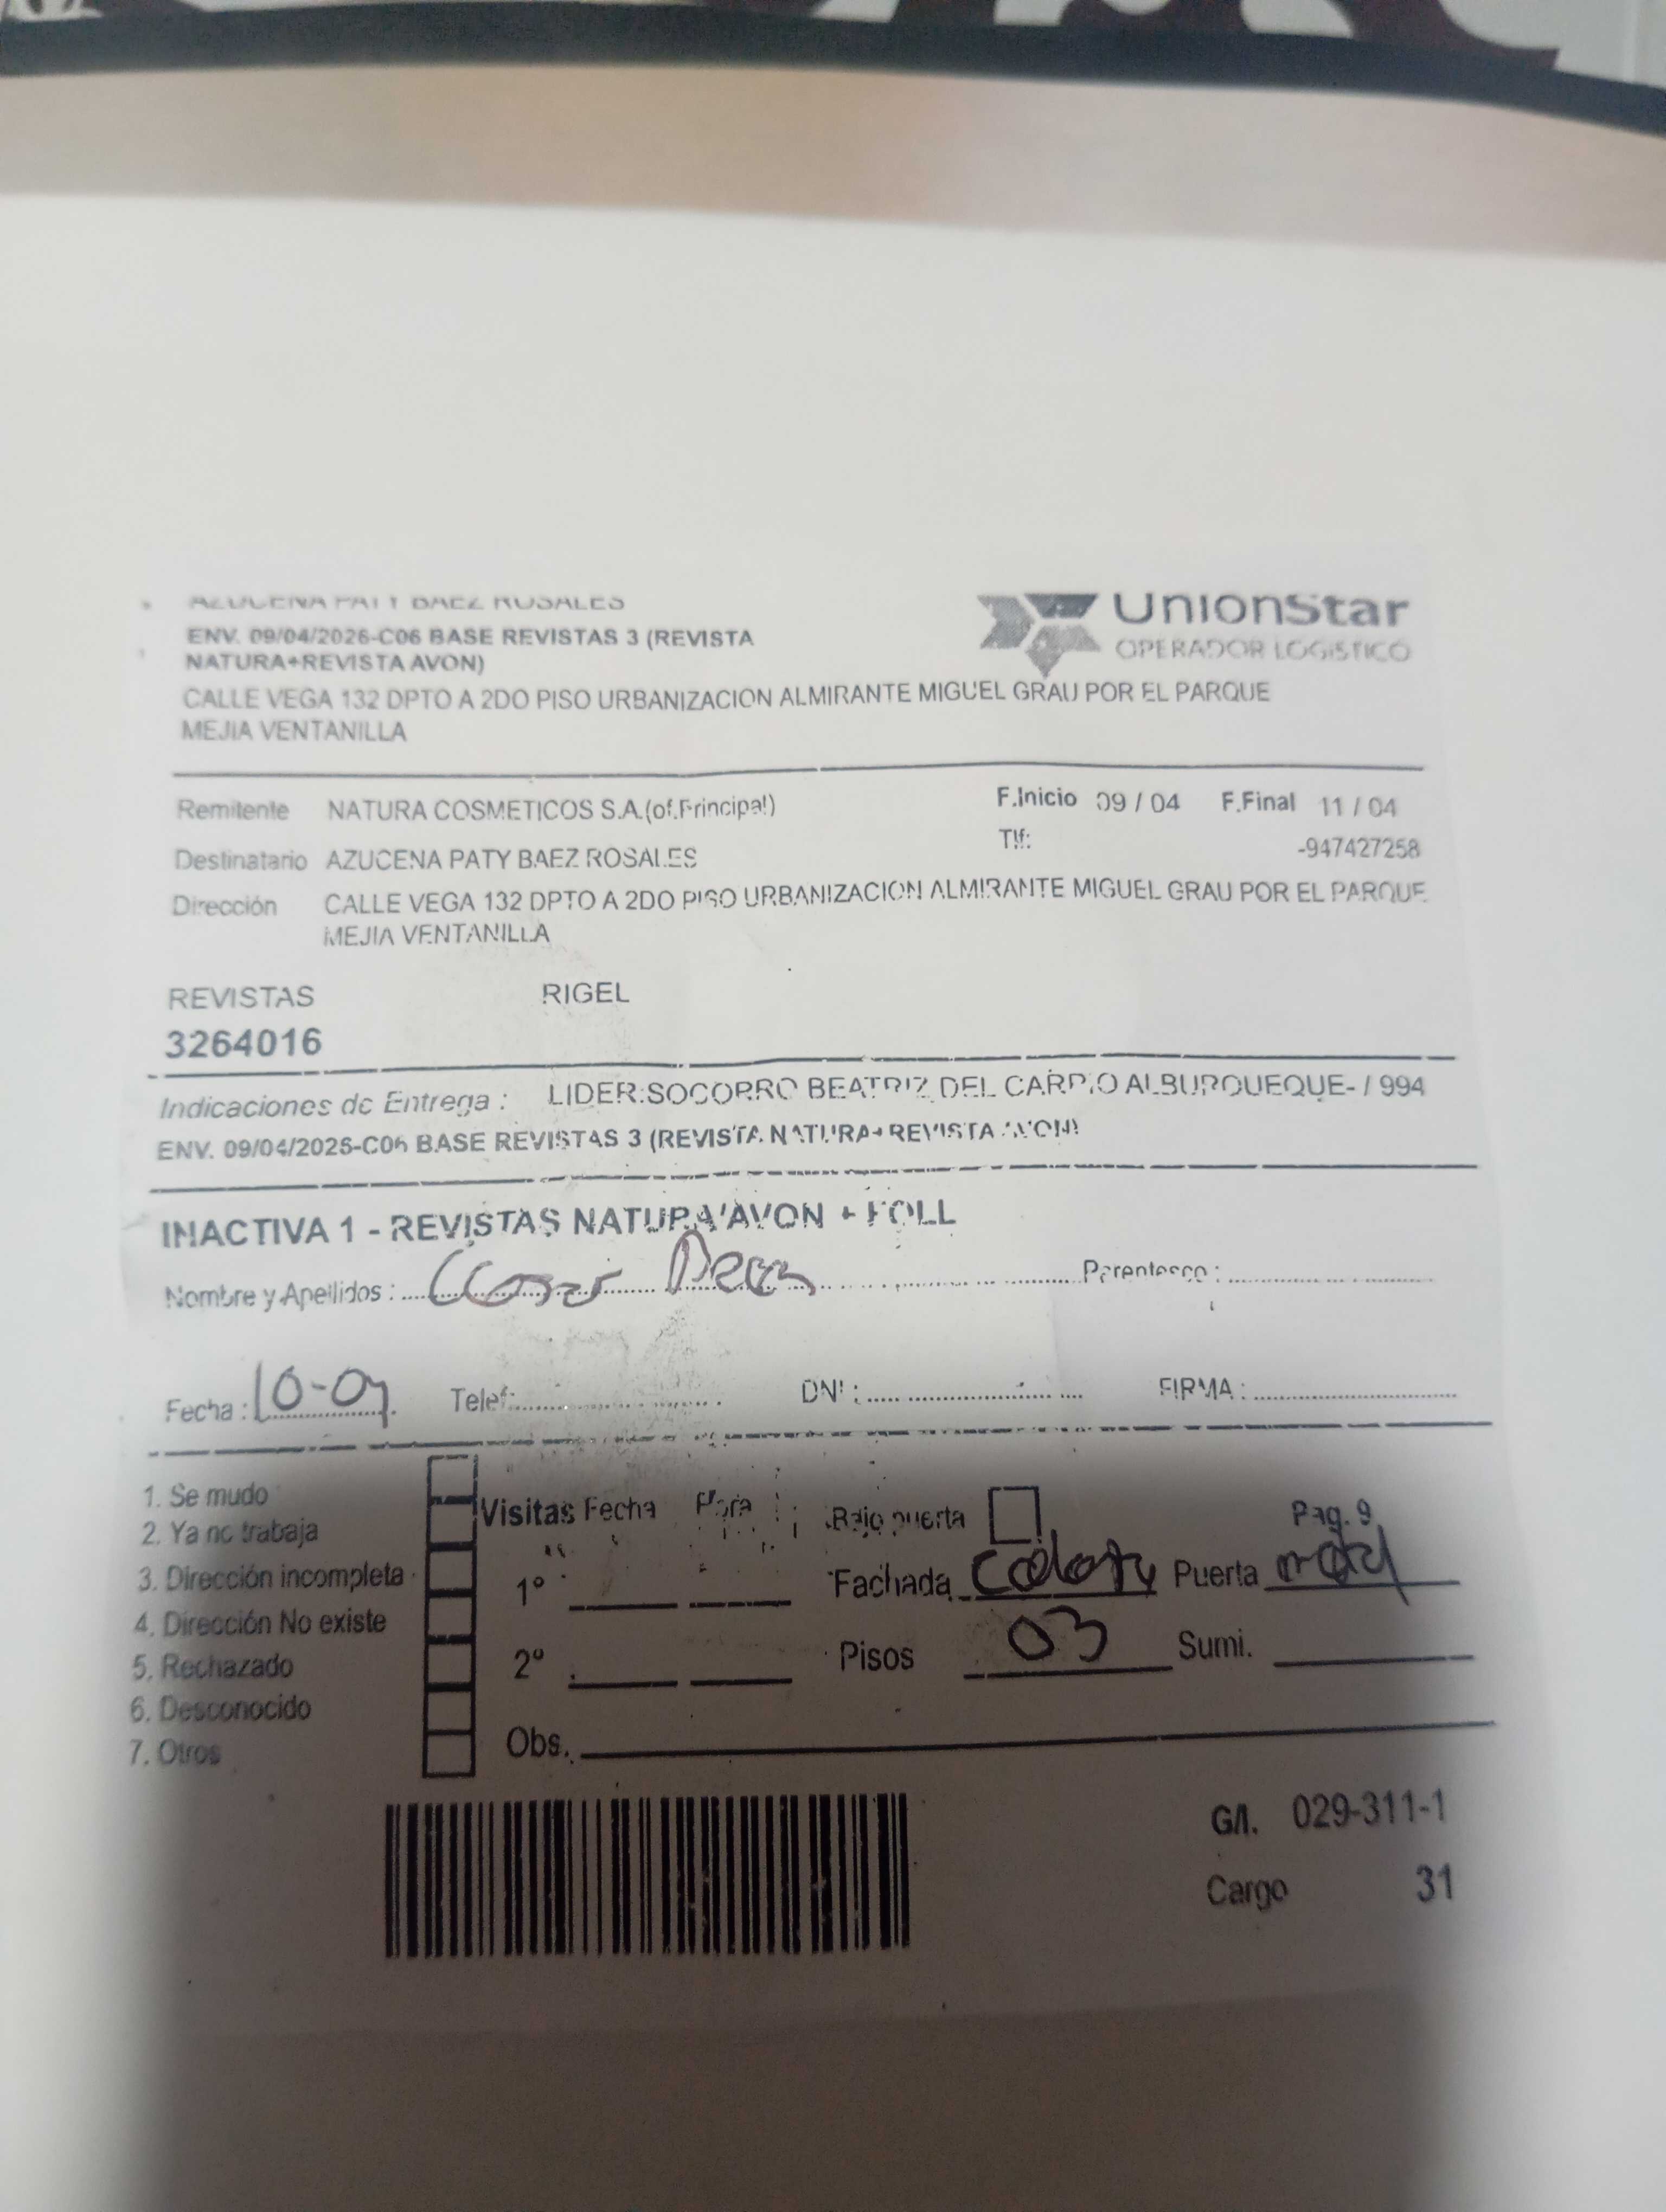 AZUCENA PATY BAEZ ROSALES
UnionStar
OPERADOR LOGISTICO
ENV. 09/04/2026-C06 BASE REVISTAS 3 (REVISTA
NATURA+REVISTA AVON)
CALLE VEGA 132 DPTO A 2DO PISO URBANIZACION ALMIRANTE MIGUEL GRAU POR EL PARQUE
MEJIA VENTANILLA
Remitente NATURA COSMETICOS S.A.(of.Principal) F.Inicio 09 / 04 F.Final 11 / 04
Tlf: -947427258
Destinatario AZUCENA PATY BAEZ ROSALES
Dirección CALLE VEGA 132 DPTO A 2DO PISO URBANIZACION ALMIRANTE MIGUEL GRAU POR EL PARQUE
MEJIA VENTANILLA
REVISTAS RIGEL
3264016
Indicaciones de Entrega : LIDER:SOCORRO BEATRIZ DEL CARPIO ALBURQUEQUE- / 994
ENV. 09/04/2026-C06 BASE REVISTAS 3 (REVISTA NATURA+REVISTA AVON)
INACTIVA 1 - REVISTAS NATURA/AVON + FOLL
Nombre y Apellidos : Parentesco :
Fecha : 10-04 Telef: DNI : FIRMA :
1. Se mudo
2. Ya no trabaja
3. Dirección incompleta
4. Dirección No existe
5. Rechazado
6. Desconocido
7. Otros
Visitas Fecha Hora
1º
2º
Obs.
Bajo puerta Pag. 9
Fachada Puerta
Pisos 03 Sumi.
G/I. 029-311-1
Cargo 31